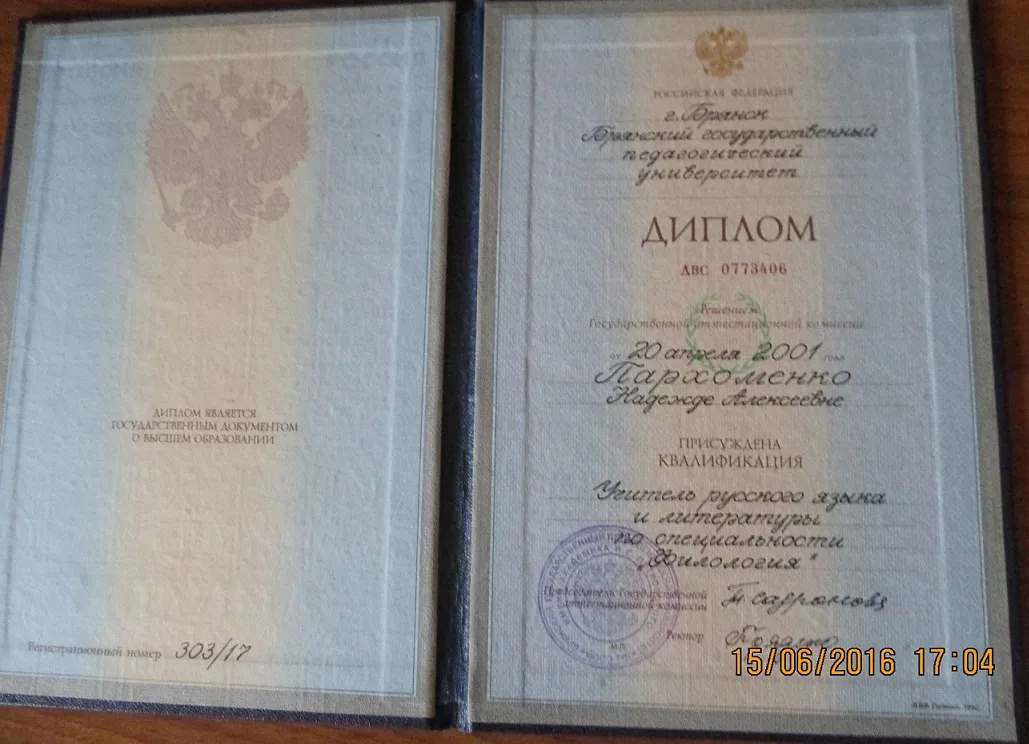 ДИПЛОМ ЯВЛЯЕТСЯ
ГОСУДАРСТВЕННЫМ ДОКУМЕНТОМ
О ВЫСШЕМ ОБРАЗОВАНИИ
Регистрационный номер 303/17
РОССИЙСКАЯ ФЕДЕРАЦИЯ
г. Брянск
Брянский государственный
педагогический
университет
ДИПЛОМ
АВС 0773406
Решением
Государственной аттестационной комиссии
от 20 апреля 2001 года
Пархоменко
Надежде Алексеевне
ПРИСУЖДЕНА
КВАЛИФИКАЦИЯ
Учитель русского языка
и литературы
по специальности
„Филология"
Председатель Государственной
аттестационной комиссии
Ректор
М.П.
15/06/2016 17:04